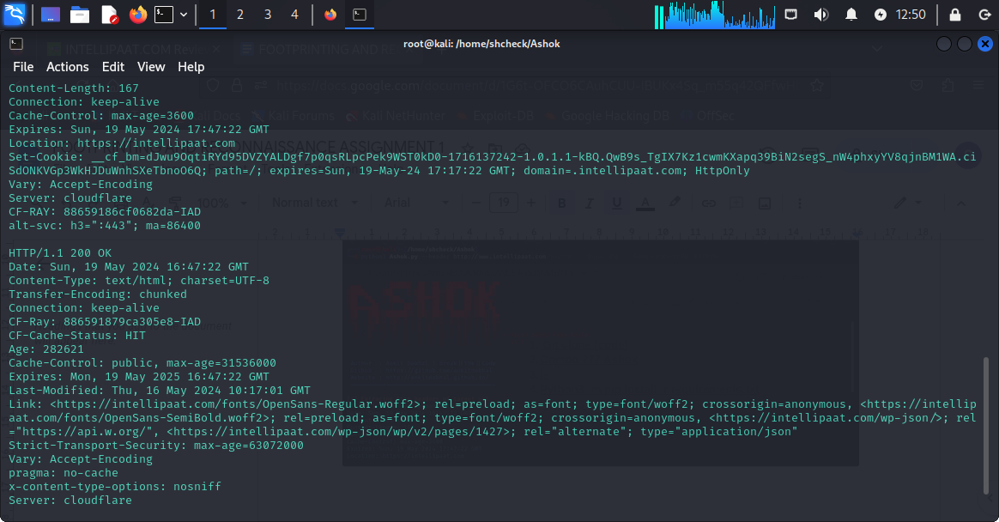 1 2 3 4 12:50
root@kali: /home/shcheck/Ashok
File Actions Edit View Help
Content-Length: 167
Connection: keep-alive
Cache-Control: max-age=3600
Expires: Sun, 19 May 2024 17:47:22 GMT
Location: https://intellipaat.com
Set-Cookie: __cf_bm=dJwu9OqtiRYd95DVZYALDgf7p0qsRLpcPek9WST0kD0-1716137242-1.0.1.1-kBQ.QwB9s_TgIX7Kz1cwmKXapq39BiN2segS_nW4phxyYV8qjnBM1WA.ci
SdONKVGp3WkHJDuWnhSXeTbnoO6Q; path=/; expires=Sun, 19-May-24 17:17:22 GMT; domain=.intellipaat.com; HttpOnly
Vary: Accept-Encoding
Server: cloudflare
CF-RAY: 88659186cf0682da-IAD
alt-svc: h3=":443"; ma=86400
HTTP/1.1 200 OK
Date: Sun, 19 May 2024 16:47:22 GMT
Content-Type: text/html; charset=UTF-8
Transfer-Encoding: chunked
Connection: keep-alive
CF-Ray: 886591879ca305e8-IAD
CF-Cache-Status: HIT
Age: 282621
Cache-Control: public, max-age=31536000
Expires: Mon, 19 May 2025 16:47:22 GMT
Last-Modified: Thu, 16 May 2024 10:17:01 GMT
Link: <https://intellipaat.com/fonts/OpenSans-Regular.woff2>; rel=preload; as=font; type=font/woff2; crossorigin=anonymous, <https://intellip
aat.com/fonts/OpenSans-SemiBold.woff2>; rel=preload; as=font; type=font/woff2; crossorigin=anonymous, <https://intellipaat.com/wp-json/>; rel
="https://api.w.org/", <https://intellipaat.com/wp-json/wp/v2/pages/1427>; rel="alternate"; type="application/json"
Strict-Transport-Security: max-age=63072000
Vary: Accept-Encoding
pragma: no-cache
x-content-type-options: nosniff
Server: cloudflare